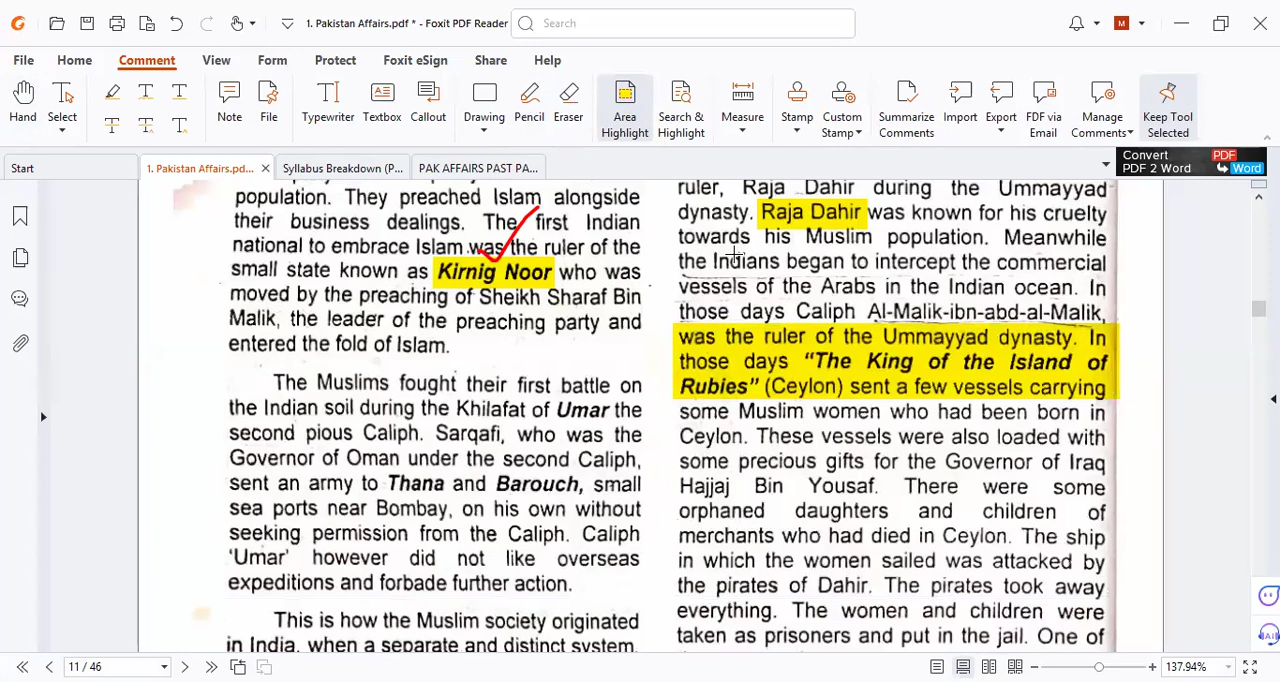 1. Pakistan Affairs.pdf * - Foxit PDF Reader
Search
M
File Home Comment View Form Protect Foxit eSign Share Help
Hand
Select
Note
File
Typewriter
Textbox
Callout
Drawing
Pencil
Eraser
Area Highlight
Search & Highlight
Measure
Stamp
Custom Stamp
Summarize Comments
Import
Export
FDF via Email
Manage Comments
Keep Tool Selected
Start
1. Pakistan Affairs.pd...
Syllabus Breakdown (P...
PAK AFFAIRS PAST PA...
Convert PDF
PDF 2 Word Word
population. They preached Islam alongside
their business dealings. The first Indian
national to embrace Islam was the ruler of the
small state known as Kirnig Noor who was
moved by the preaching of Sheikh Sharaf Bin
Malik, the leader of the preaching party and
entered the fold of Islam.
The Muslims fought their first battle on
the Indian soil during the Khilafat of Umar the
second pious Caliph. Sarqafi, who was the
Governor of Oman under the second Caliph,
sent an army to Thana and Barouch, small
sea ports near Bombay, on his own without
seeking permission from the Caliph. Caliph
'Umar' however did not like overseas
expeditions and forbade further action.
This is how the Muslim society originated
in India, when a separate and distinct system,
ruler, Raja Dahir during the Ummayyad
dynasty. Raja Dahir was known for his cruelty
towards his Muslim population. Meanwhile
the Indians began to intercept the commercial
vessels of the Arabs in the Indian ocean. In
those days Caliph Al-Malik-ibn-abd-al-Malik,
was the ruler of the Ummayyad dynasty. In
those days "The King of the Island of
Rubies" (Ceylon) sent a few vessels carrying
some Muslim women who had been born in
Ceylon. These vessels were also loaded with
some precious gifts for the Governor of Iraq
Hajjaj Bin Yousaf. There were some
orphaned daughters and children of
merchants who had died in Ceylon. The ship
in which the women sailed was attacked by
the pirates of Dahir. The pirates took away
everything. The women and children were
taken as prisoners and put in the jail. One of
11 / 46
137.94%